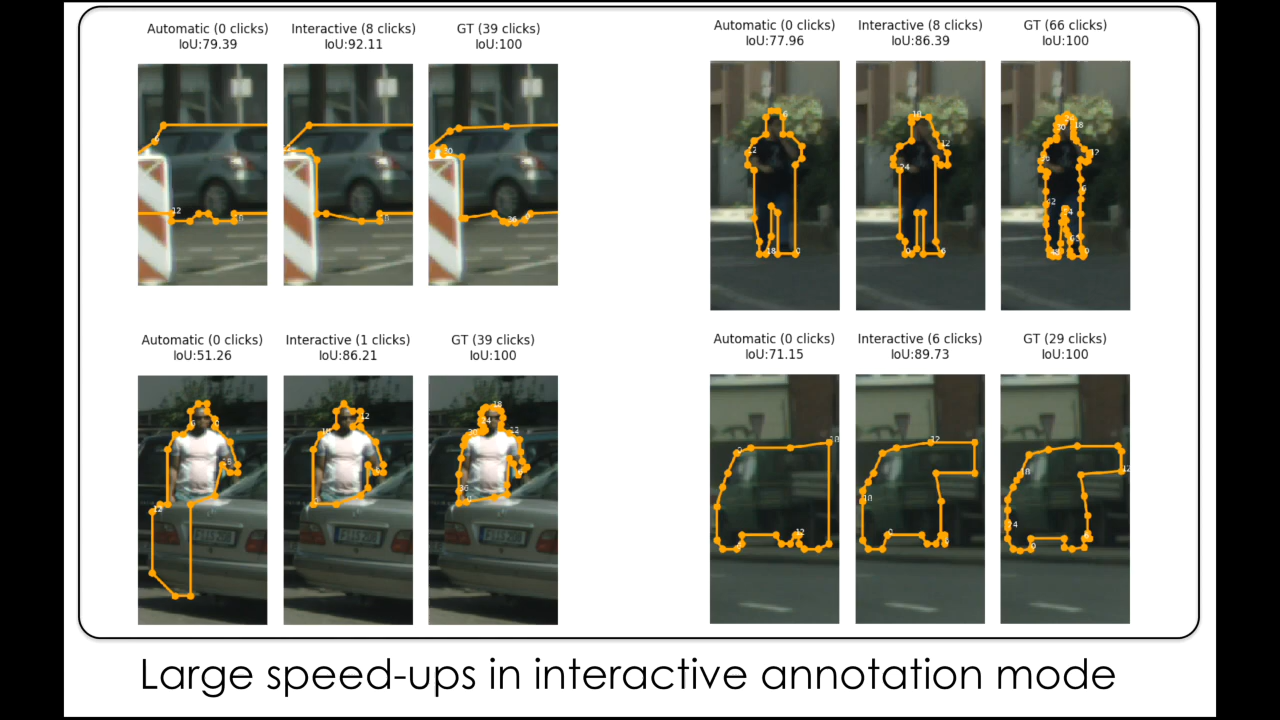 Automatic (0 clicks)
IoU:79.39
Interactive (8 clicks)
IoU:92.11
GT (39 clicks)
IoU:100
Automatic (0 clicks)
IoU:77.96
Interactive (8 clicks)
IoU:86.39
GT (66 clicks)
IoU:100
Automatic (0 clicks)
IoU:51.26
Interactive (1 clicks)
IoU:86.21
GT (39 clicks)
IoU:100
Automatic (0 clicks)
IoU:71.15
Interactive (6 clicks)
IoU:89.73
GT (29 clicks)
IoU:100
Large speed-ups in interactive annotation mode